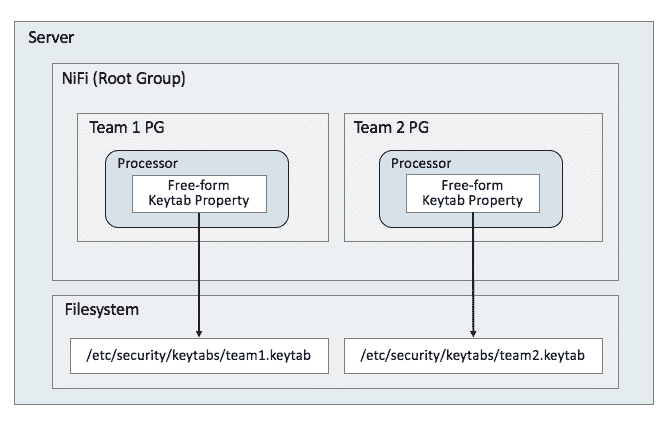 Server
NiFi (Root Group)
Team 1 PG
Processor
Free-form
Keytab Property
Team 2 PG
Processor
Free-form
Keytab Property
Filesystem
/etc/security/keytabs/team1.keytab
/etc/security/keytabs/team2.keytab